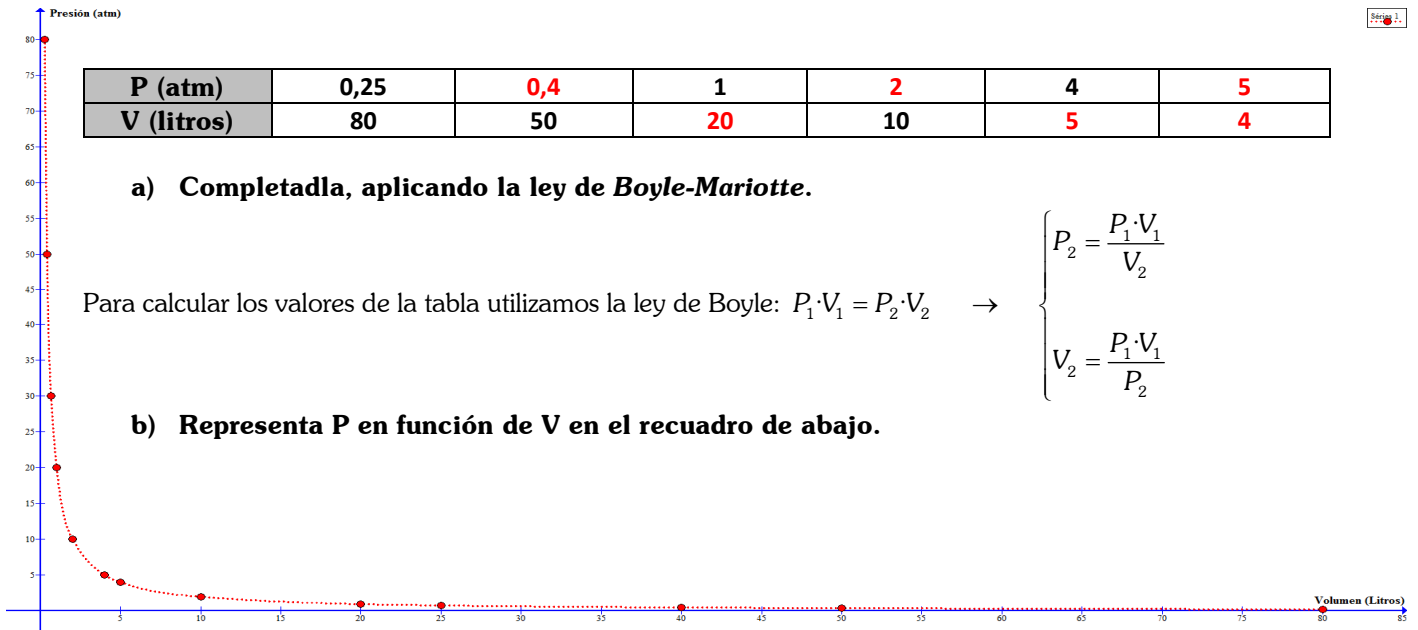 Presión (atm)
Séries 1
80
75
P (atm) 0,25 0,4 1 2 4 5
70
V (litros) 80 50 20 10 5 4
65
a) Completadla, aplicando la ley de Boyle-Mariotte.
60
55
50
45
Para calcular los valores de la tabla utilizamos la ley de Boyle: P₁·V₁ = P₂·V₂ → { P₂ = P₁·V₁ / V₂
V₂ = P₁·V₁ / P₂
40
35
30
b) Representa P en función de V en el recuadro de abajo.
25
20
15
10
5
Volumen (Litros)
5 10 15 20 25 30 35 40 45 50 55 60 65 70 75 80 85